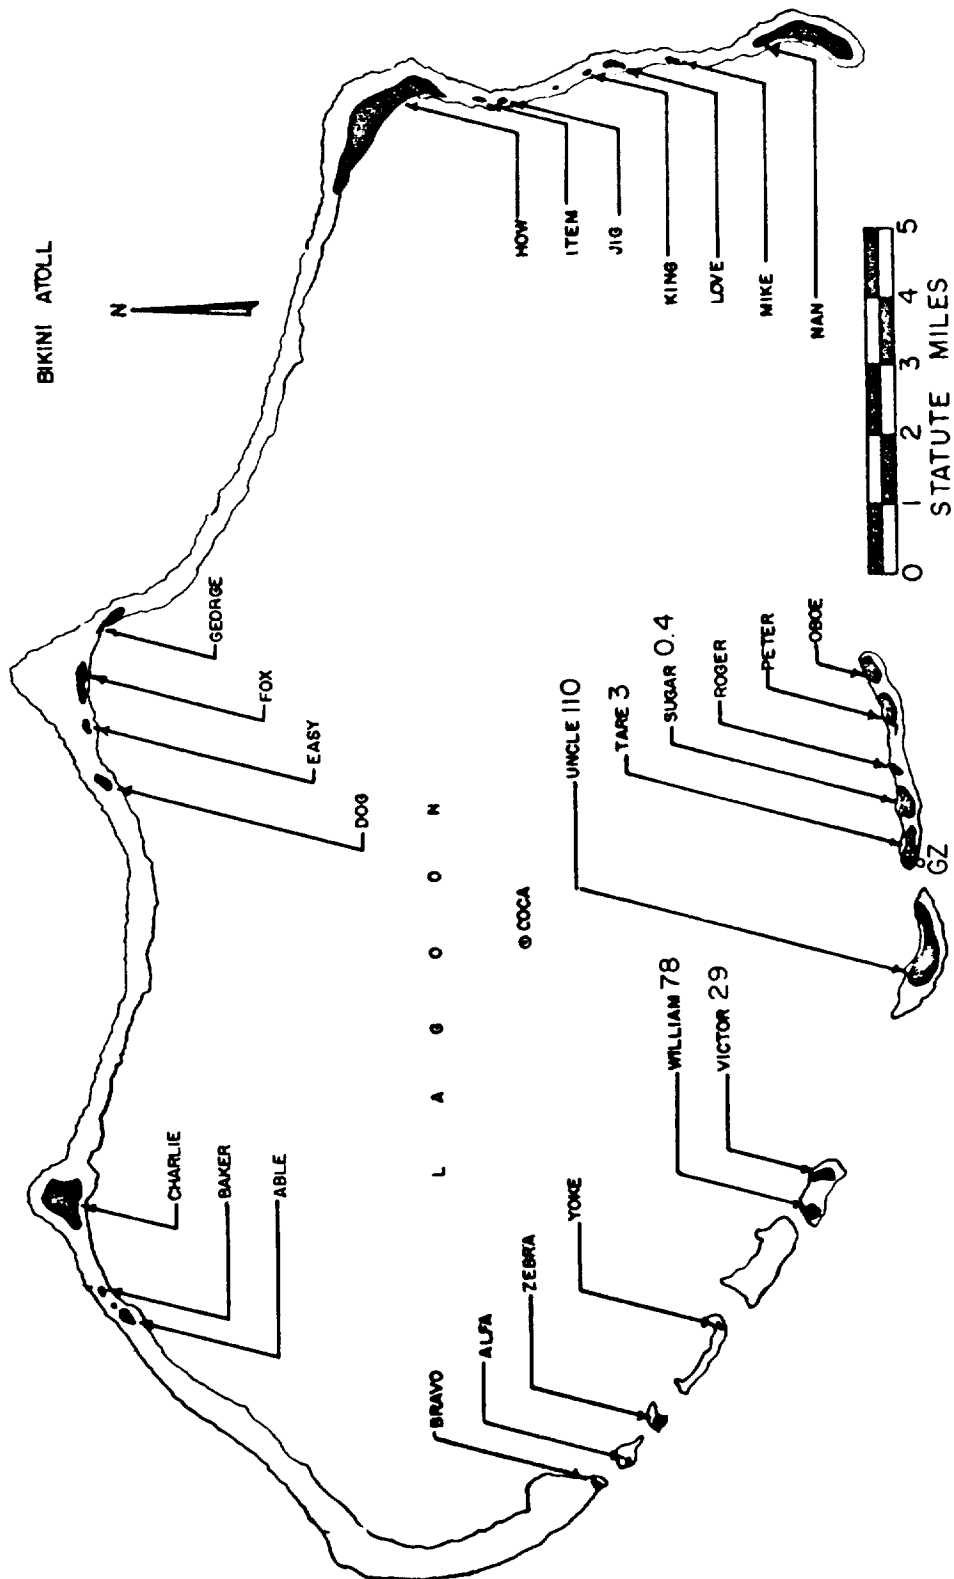 BIKINI ATOLL
N
CHARLIE
BAKER
ABLE
DOG
EASY
FOX
GEORGE
HOW
ITEM
JIG
KING
LOVE
MIKE
NAN
LAGOON
COCA
BRAVO
ALFA
ZEBRA
YOKE
WILLIAM 78
VICTOR 29
UNCLE 110
TARE 3
SUGAR 0.4
ROGER
PETER
OBOE
GZ
0 1 2 3 4 5
STATUTE MILES